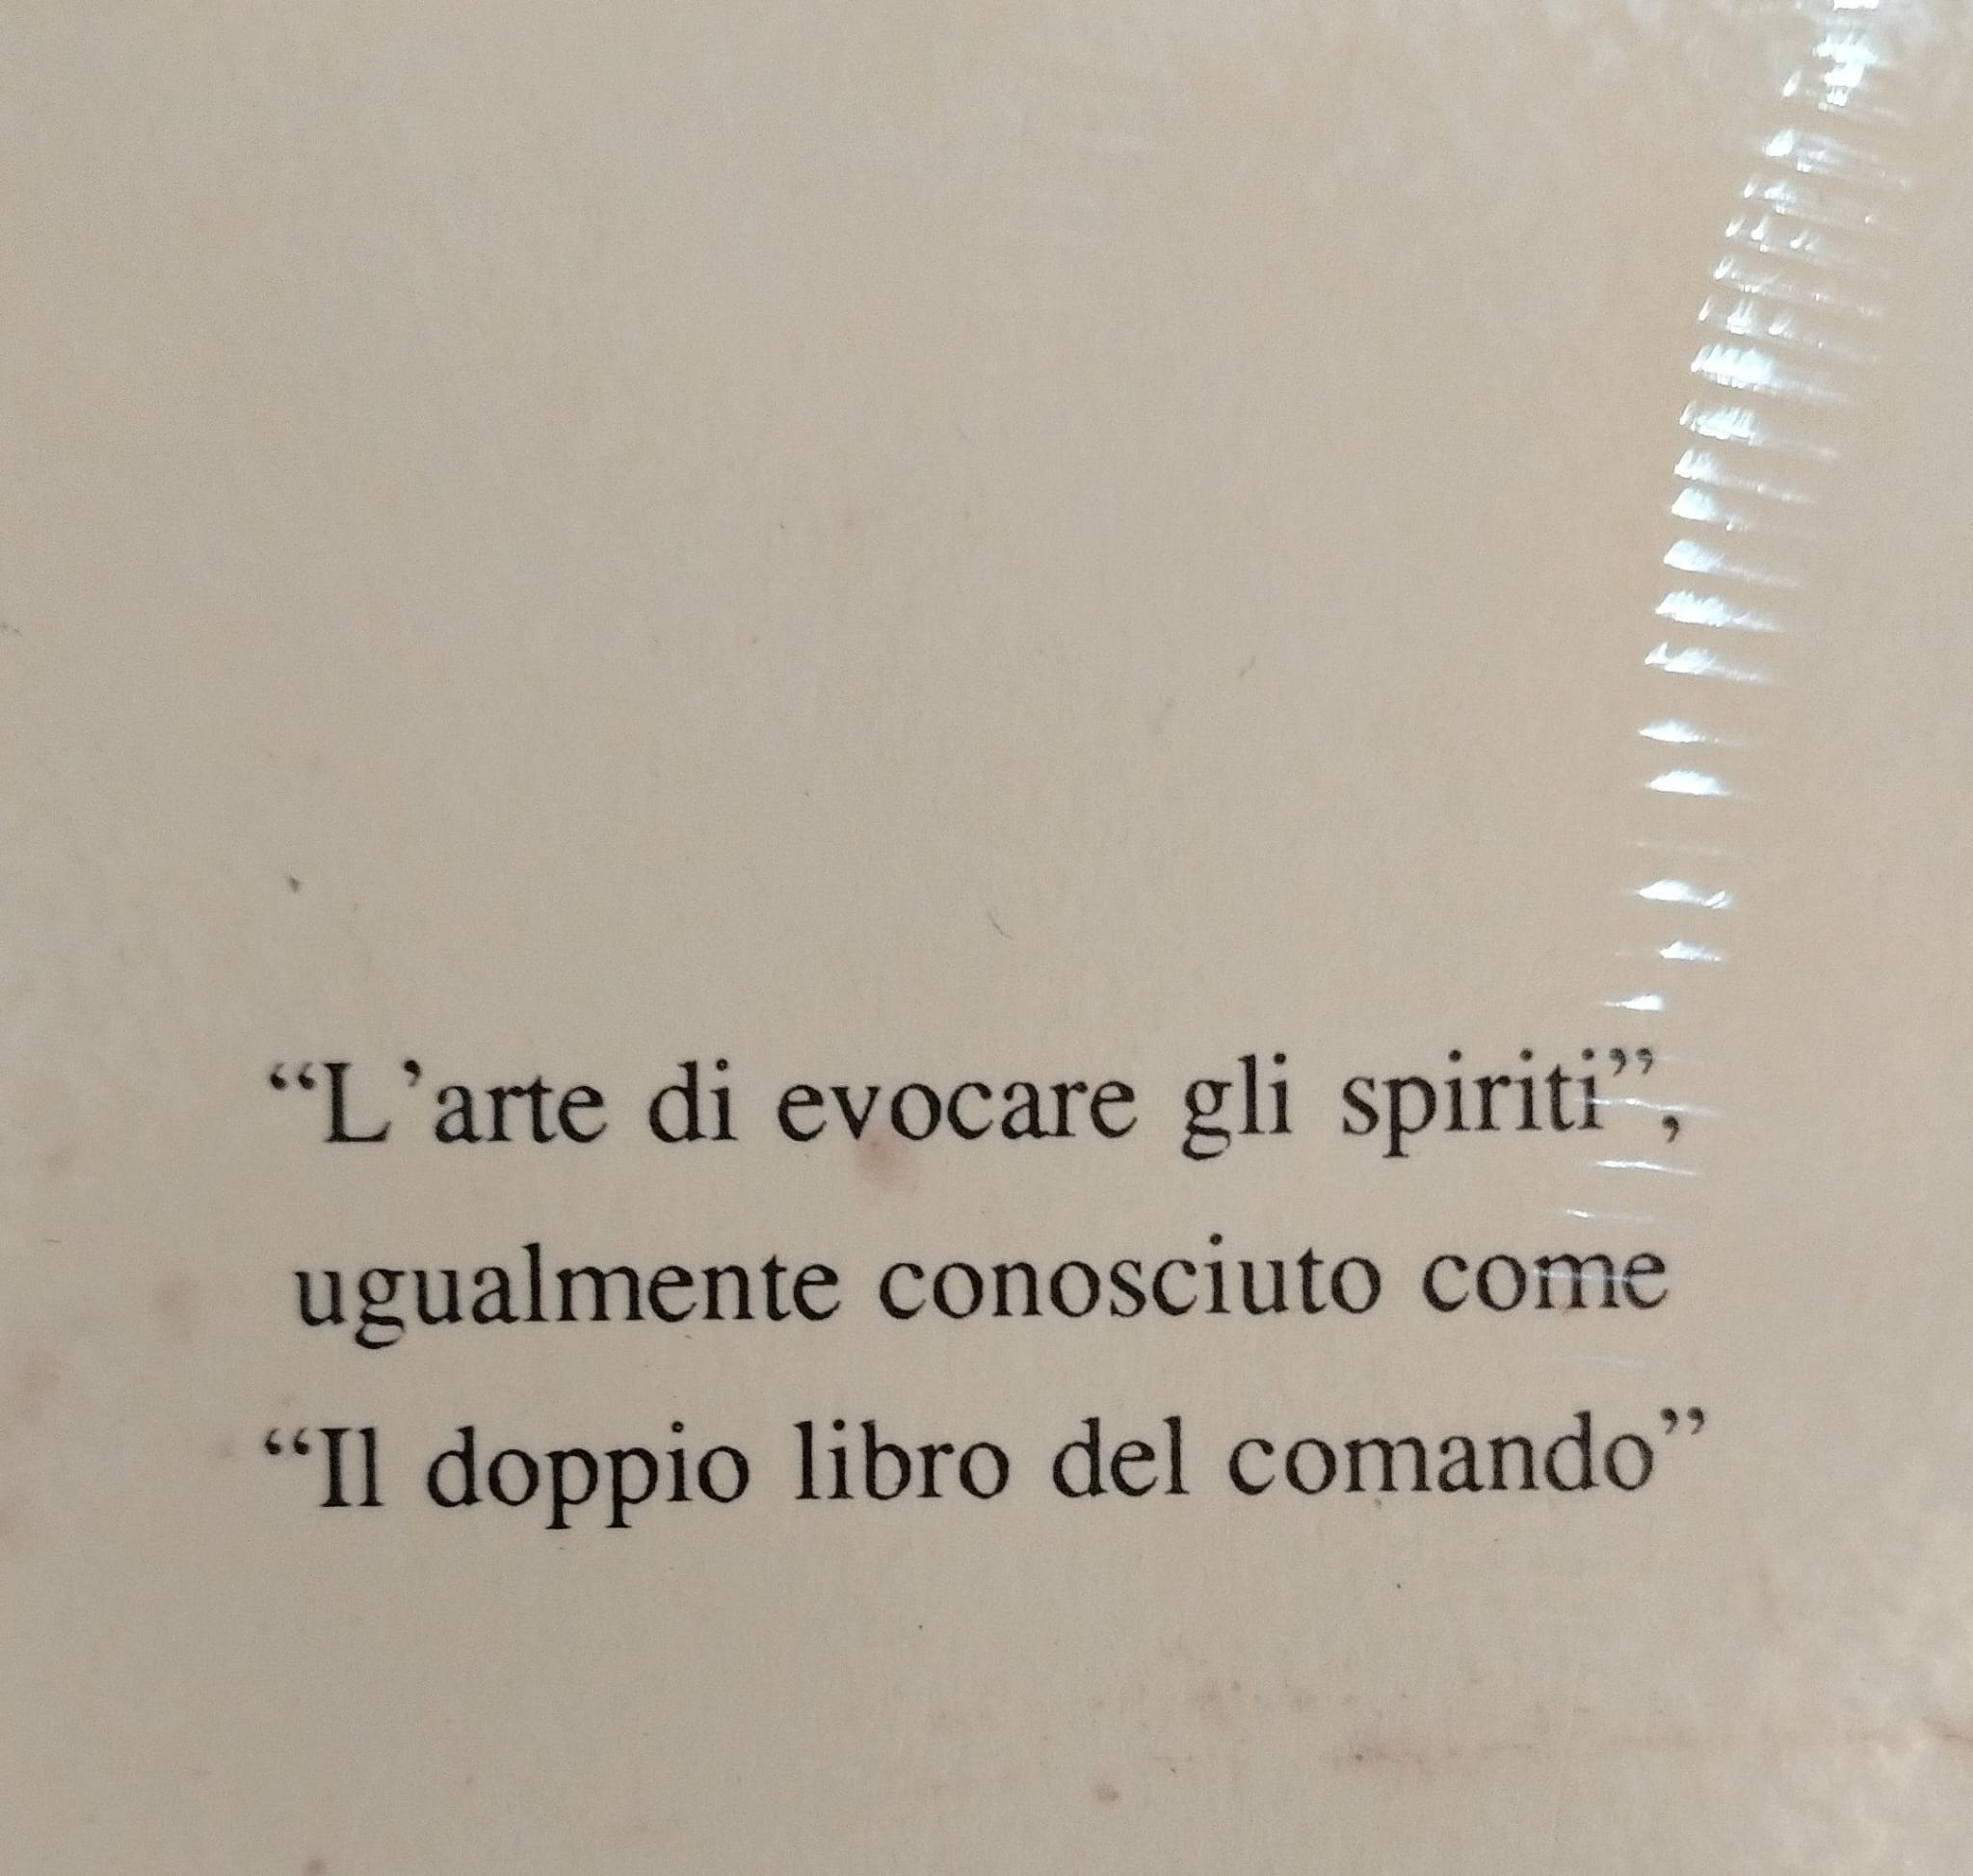 “L’arte di evocare gli spiriti”,
ugualmente conosciuto come
“Il doppio libro del comando”